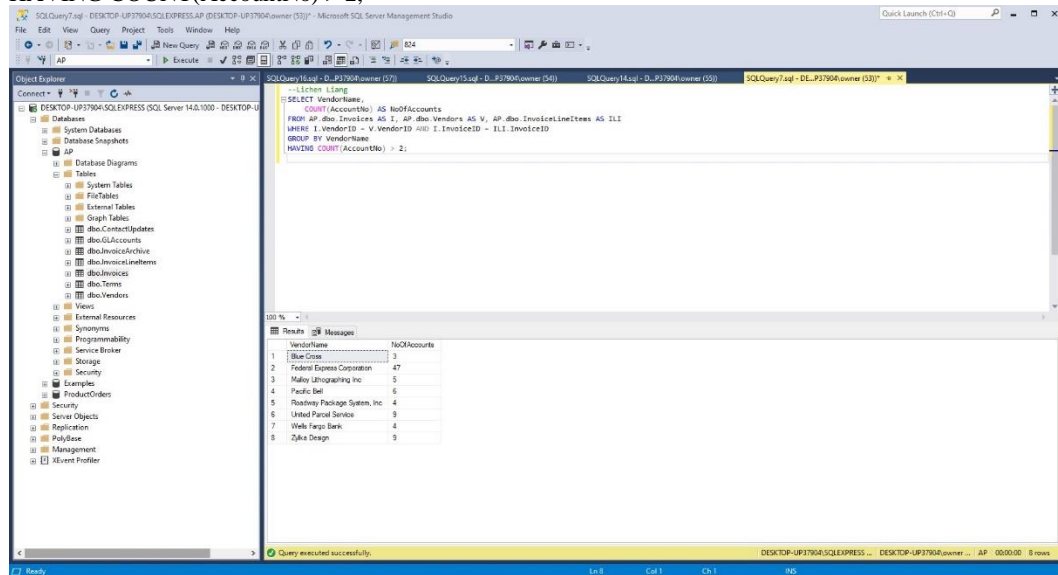 HAVING COUNT(AccountNo) > 2;
SQLQuery7.sql - DESKTOP-UP37904\SQLEXPRESS.AP (DESKTOP-UP37904\owner (53))* - Microsoft SQL Server Management Studio
Quick Launch (Ctrl+Q)
File Edit View Query Project Tools Window Help
New Query
824
AP
Execute
Object Explorer
SQLQuery16.sql - D...P37904\owner (57))
SQLQuery15.sql - D...P37904\owner (54))
SQLQuery14.sql - D...P37904\owner (55))
SQLQuery7.sql - DE...P37904\owner (53))*
Connect
DESKTOP-UP37904\SQLEXPRESS (SQL Server 14.0.1000 - DESKTOP-U
Databases
System Databases
Database Snapshots
AP
Database Diagrams
Tables
System Tables
FileTables
External Tables
Graph Tables
dbo.ContactUpdates
dbo.GLAccounts
dbo.InvoiceArchive
dbo.InvoiceLineItems
dbo.Invoices
dbo.Terms
dbo.Vendors
Views
External Resources
Synonyms
Programmability
Service Broker
Storage
Security
Examples
ProductOrders
Security
Server Objects
Replication
PolyBase
Management
XEvent Profiler
--Lichen Liang
SELECT VendorName,
COUNT(AccountNo) AS NoOfAccounts
FROM AP.dbo.Invoices AS I, AP.dbo.Vendors AS V, AP.dbo.InvoiceLineItems AS ILI
WHERE I.VendorID = V.VendorID AND I.InvoiceID = ILI.InvoiceID
GROUP BY VendorName
HAVING COUNT(AccountNo) > 2;
100 %
Results Messages
VendorName NoOfAccounts
1 Blue Cross 3
2 Federal Express Corporation 47
3 Malloy Lithographing Inc 5
4 Pacific Bell 6
5 Roadway Package System, Inc 4
6 United Parcel Service 9
7 Wells Fargo Bank 4
8 Zylka Design 9
Query executed successfully.
DESKTOP-UP37904\SQLEXPRESS ... DESKTOP-UP37904\owner ... AP 00:00:00 8 rows
Ready Ln 8 Col 1 Ch 1 INS